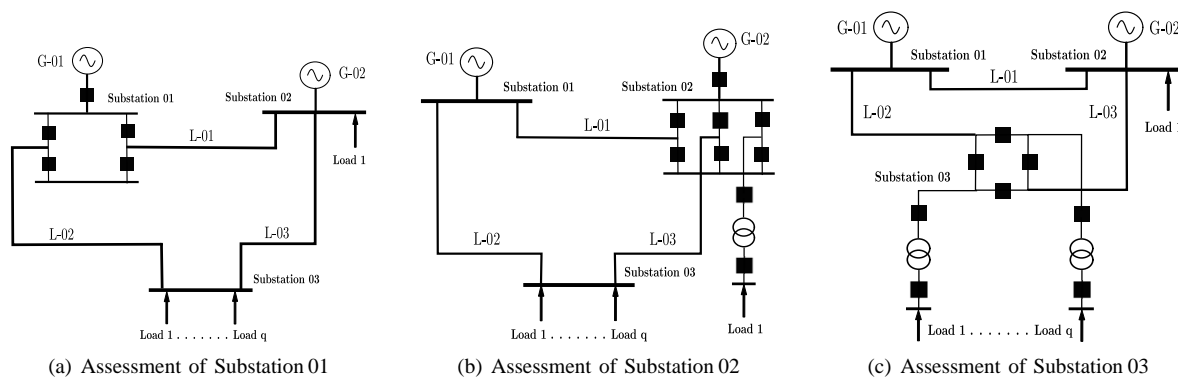 G-01
Substation 01
Substation 02
G-02
L-01
Load 1
L-02
L-03
Substation 03
Load 1 . . . . . . . Load q
(a) Assessment of Substation 01
G-01
Substation 01
Substation 02
G-02
L-01
L-02
L-03
Substation 03
Load 1 . . . . . . . Load q
Load 1
(b) Assessment of Substation 02
G-01
Substation 01
Substation 02
G-02
L-01
L-02
L-03
Load 1
Substation 03
Load 1 . . . . . . . Load q
(c) Assessment of Substation 03